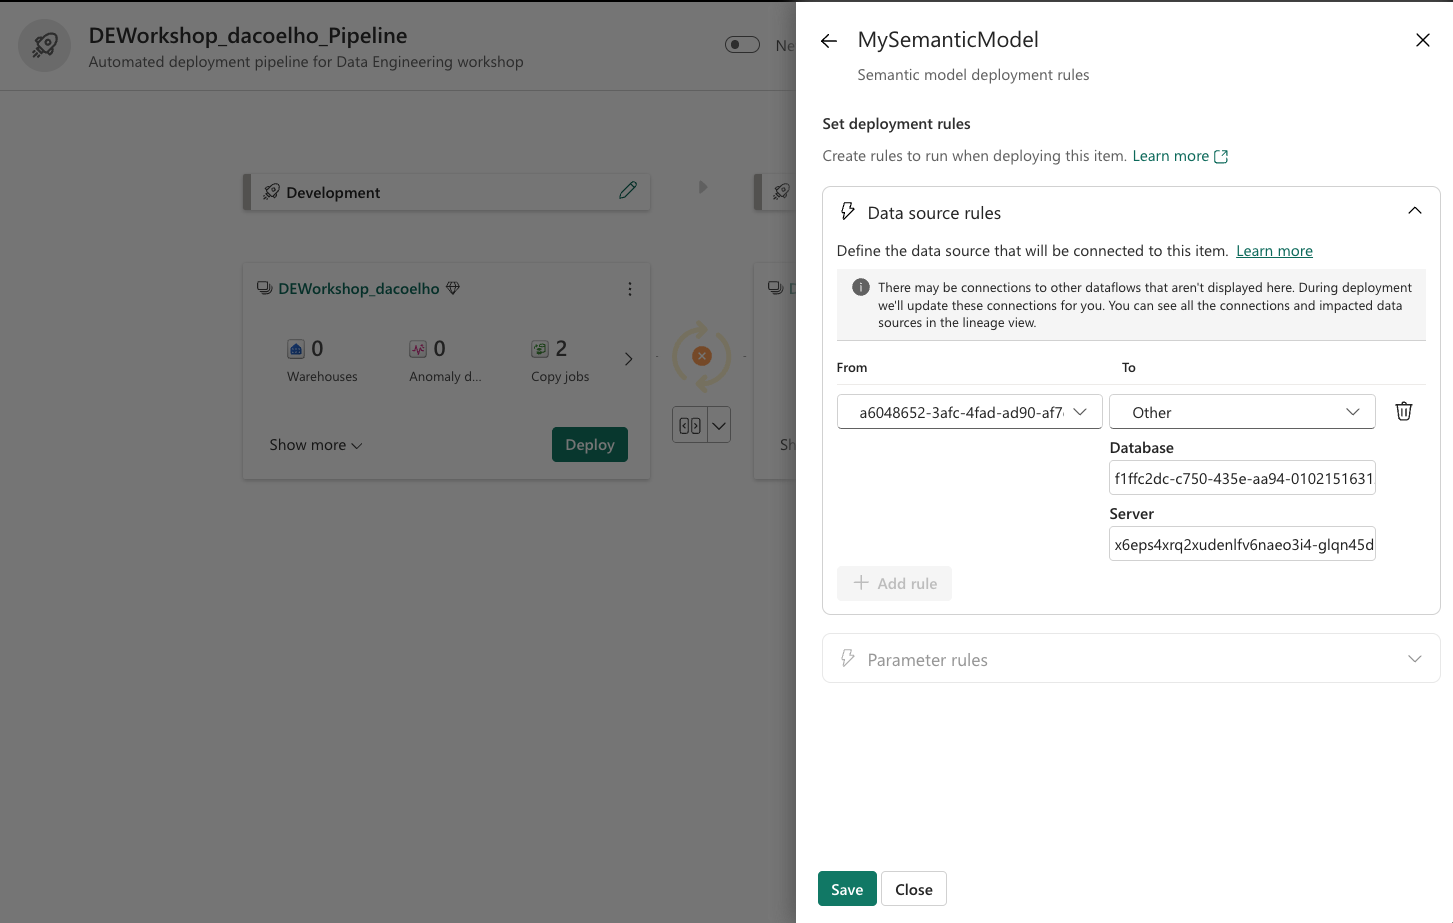 DEWorkshop_dacoelho_Pipeline
Automated deployment pipeline for Data Engineering workshop
Ne
Development
DEWorkshop_dacoelho
0
Warehouses
0
Anomaly d...
2
Copy jobs
Show more
Deploy
D
Sh
MySemanticModel
Semantic model deployment rules
Set deployment rules
Create rules to run when deploying this item. Learn more
Data source rules
Define the data source that will be connected to this item. Learn more
There may be connections to other dataflows that aren't displayed here. During deployment
we'll update these connections for you. You can see all the connections and impacted data
sources in the lineage view.
From To
a6048652-3afc-4fad-ad90-af7 Other
Database
f1ffc2dc-c750-435e-aa94-0102151631
Server
x6eps4xrq2xudenlfv6naeo3i4-glqn45d
Add rule
Parameter rules
Save Close